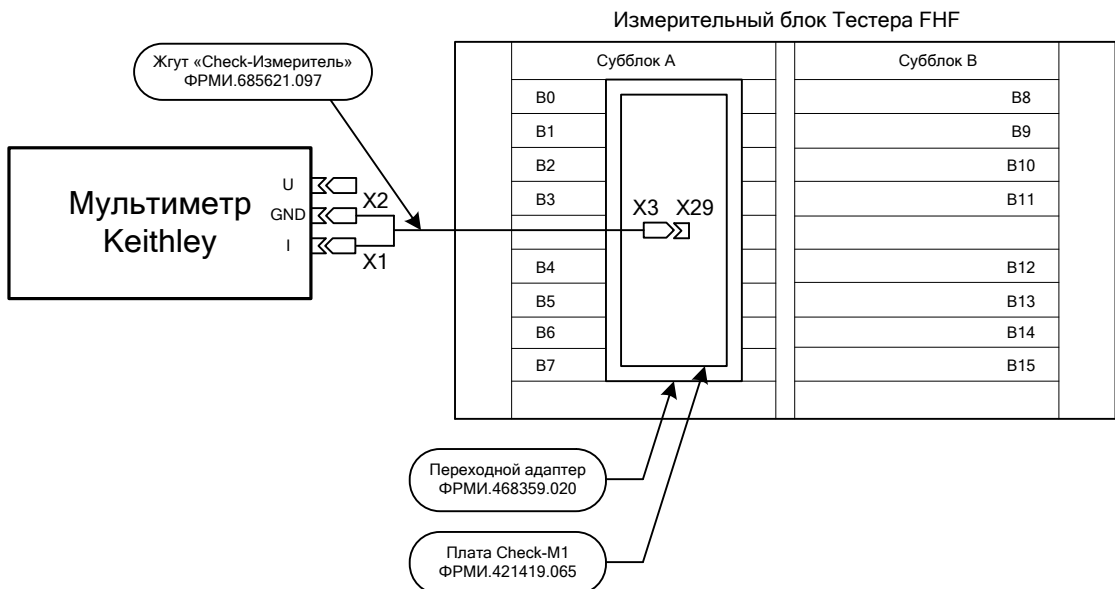 Измерительный блок Тестера FHF
Жгут «Check-Измеритель»
ФРМИ.685621.097
Субблок А
Субблок В
B0
B8
B1
B9
B2
B10
B3
B11
B4
B12
B5
B13
B6
B14
B7
B15
Мультиметр
Keithley
U
GND
I
X2
X1
X3 X29
Переходной адаптер
ФРМИ.468359.020
Плата Check-M1
ФРМИ.421419.065